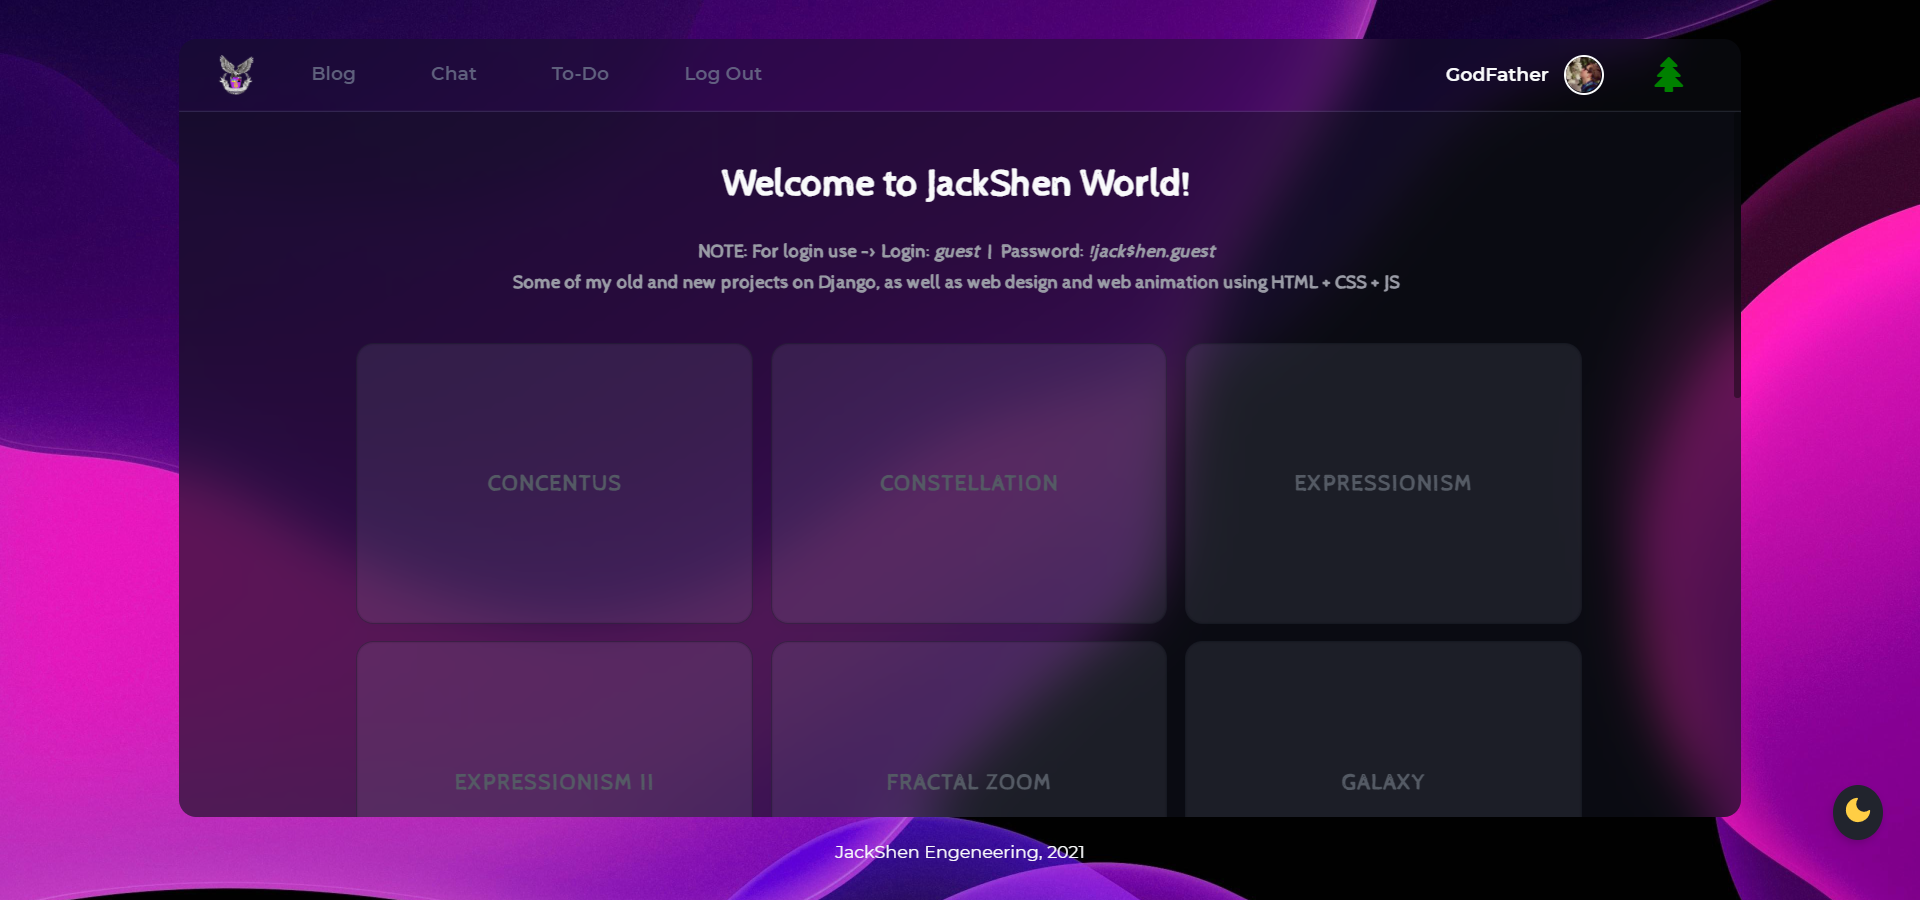 Blog Chat To-Do Log Out GodFather
Welcome to JackShen World!
NOTE: For login use -> Login: guest | Password: !jack$hen.guest
Some of my old and new projects on Django, as well as web design and web animation using HTML + CSS + JS
CONCENTUS CONSTELLATION EXPRESSIONISM
EXPRESSIONISM II FRACTAL ZOOM GALAXY
JackShen Engeneering, 2021